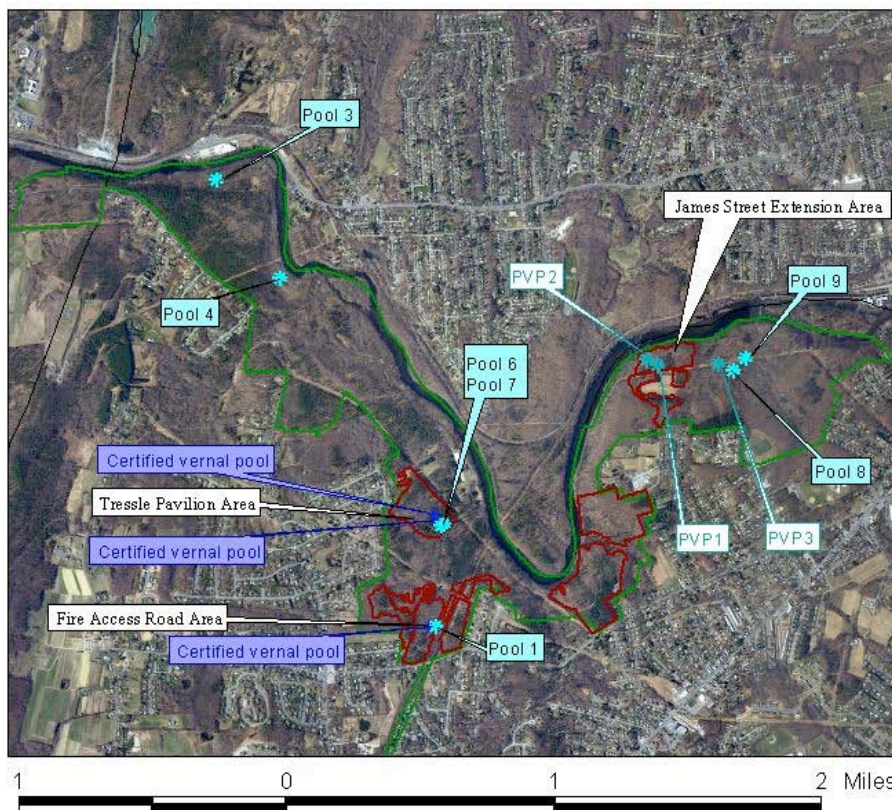 Pool 3
James Street Extension Area
PVP2
Pool 9
Pool 4
Pool 6
Pool 7
Certified vernal pool
Pool 8
Tressle Pavilion Area
PVP1
PVP3
Certified vernal pool
Fire Access Road Area
Certified vernal pool
Pool 1
1 0 1 2 Miles